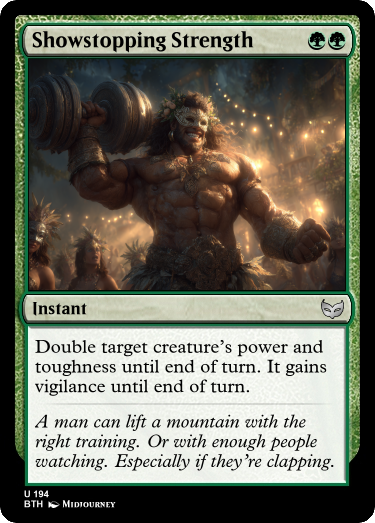 Showstopping Strength
Instant
Double target creature's power and
toughness until end of turn. It gains
vigilance until end of turn.
A man can lift a mountain with the
right training. Or with enough people
watching. Especially if they're clapping.
U 194
BTH Midjourney